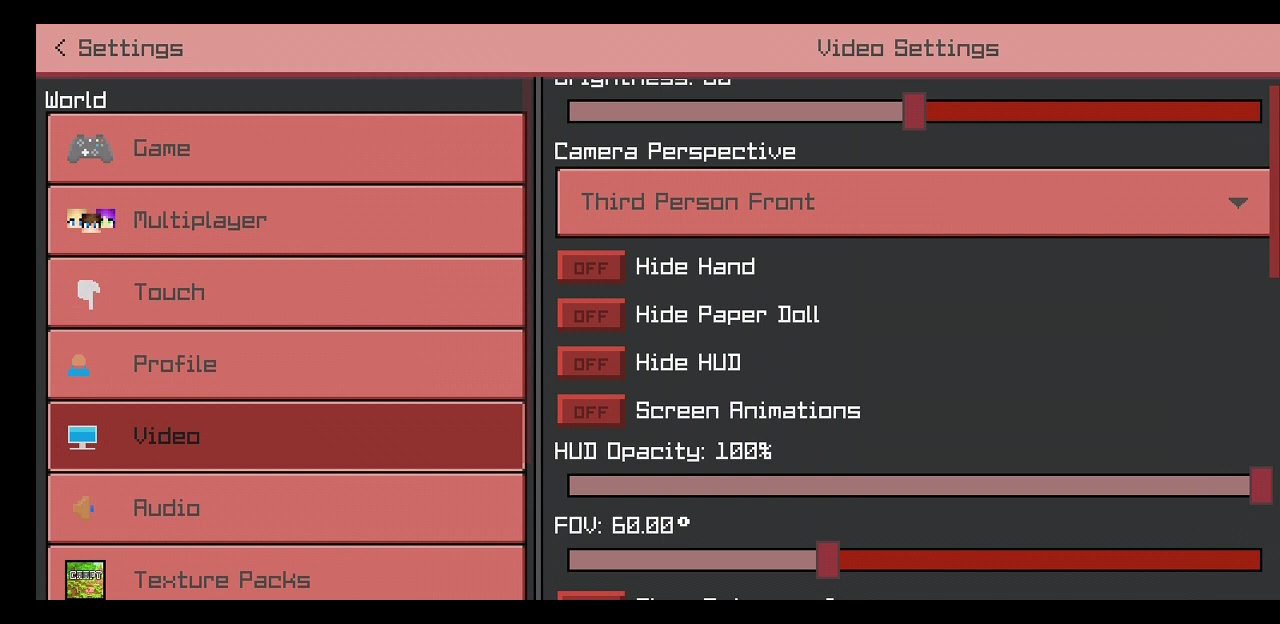 Settings
Video Settings
World
Game
Multiplayer
Touch
Profile
Video
Audio
CRAFT
Texture Packs
Camera Perspective
Third Person Front
OFF Hide Hand
OFF Hide Paper Doll
OFF Hide HUD
OFF Screen Animations
HUD Opacity: 100%
FOV: 60.00°